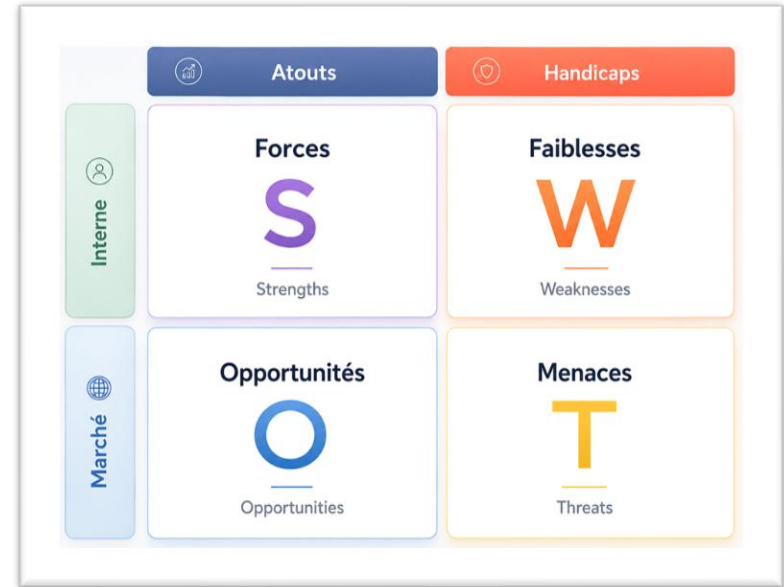 Atouts
Handicaps
Interne
Forces
S
Strengths
Faiblesses
W
Weaknesses
Marché
Opportunités
O
Opportunities
Menaces
T
Threats